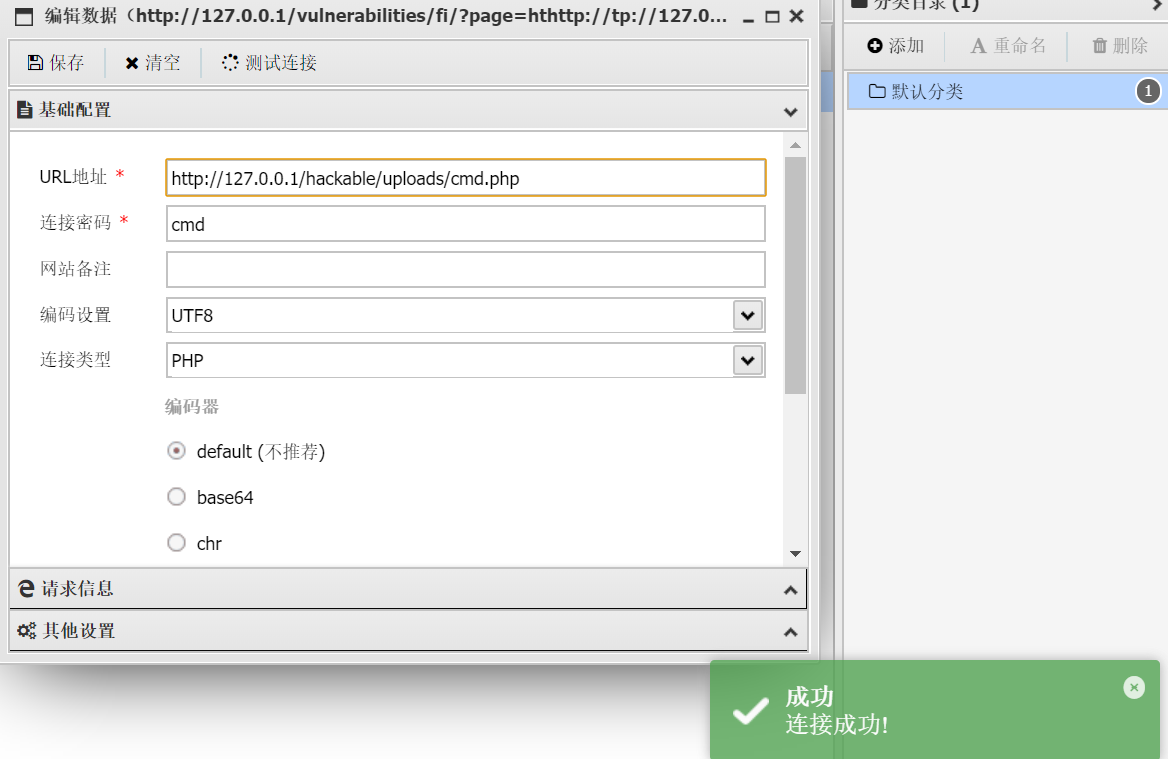 编辑数据（http://127.0.0.1/vulnerabilities/fi/?page=hthttp://tp://127.0...
保存
清空
测试连接
基础配置
URL地址 *
http://127.0.0.1/hackable/uploads/cmd.php
连接密码 *
cmd
网站备注
编码设置
UTF8
连接类型
PHP
编码器
default (不推荐)
base64
chr
请求信息
其他设置
分类目录 (1)
添加
重命名
删除
默认分类
1
成功
连接成功!